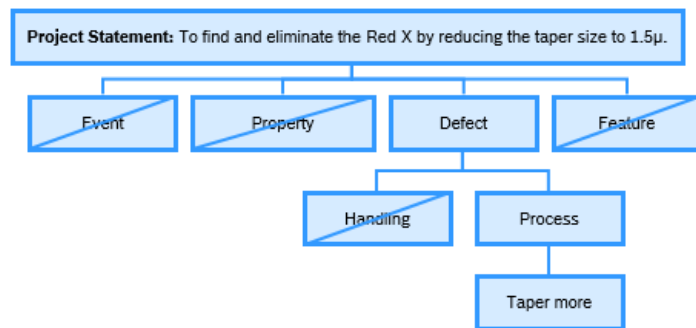 Project Statement: To find and eliminate the Red X by reducing the taper size to 1.5µ.
Event
Property
Defect
Feature
Handling
Process
Taper more